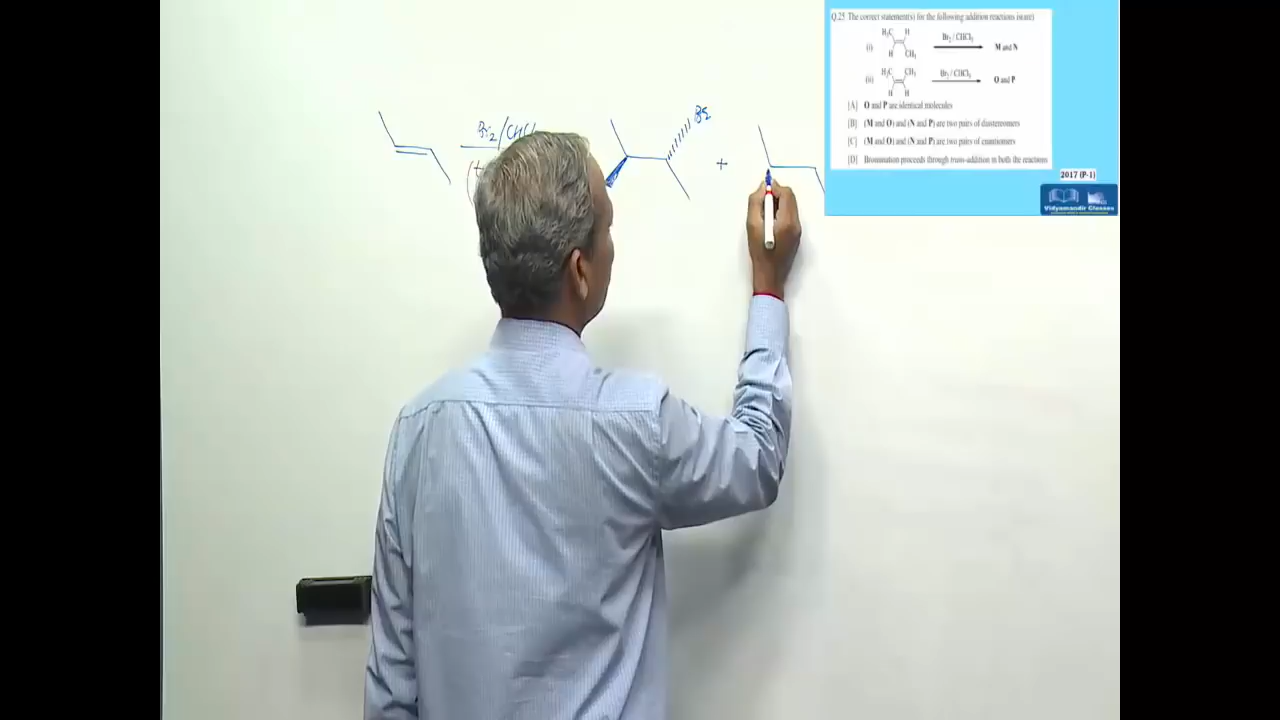 Q.25 The correct statement(s) for the following addition reactions is(are)
(i) H₃C H H CH₃ Br₂ / CHCl₃ M and N
(ii) H₃C CH₃ H H Br₂ / CHCl₃ O and P
[A] O and P are identical molecules
[B] (M and O) and (N and P) are two pairs of diastereomers
[C] (M and O) and (N and P) are two pairs of enantiomers
[D] Bromination proceeds through trans-addition in both the reactions
2017 (P-1)
Vidyamandir Classes
Br₂/CHCl
+